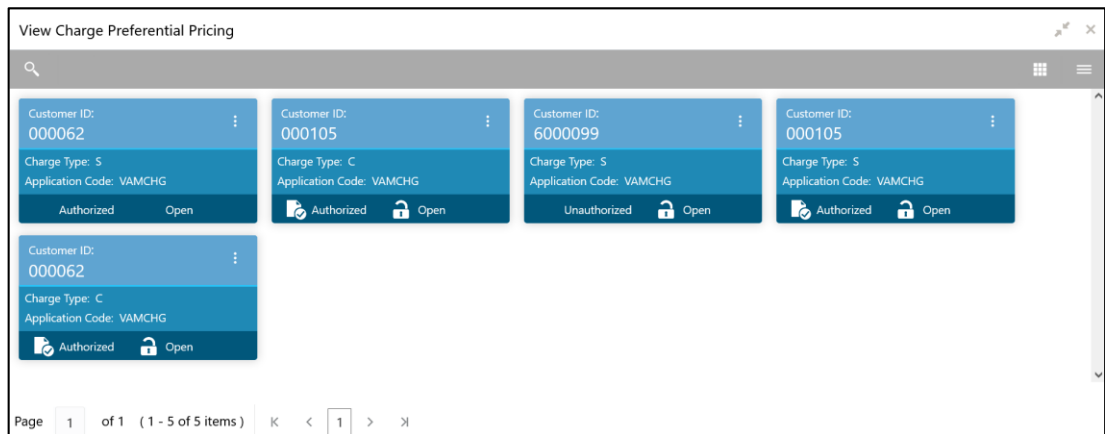 View Charge Preferential Pricing
Customer ID:
000062
Charge Type: S
Application Code: VAMCHG
Authorized Open
Customer ID:
000105
Charge Type: C
Application Code: VAMCHG
Authorized Open
Customer ID:
6000099
Charge Type: S
Application Code: VAMCHG
Unauthorized Open
Customer ID:
000105
Charge Type: S
Application Code: VAMCHG
Authorized Open
Customer ID:
000062
Charge Type: C
Application Code: VAMCHG
Authorized Open
Page 1 of 1 ( 1 - 5 of 5 items ) 1